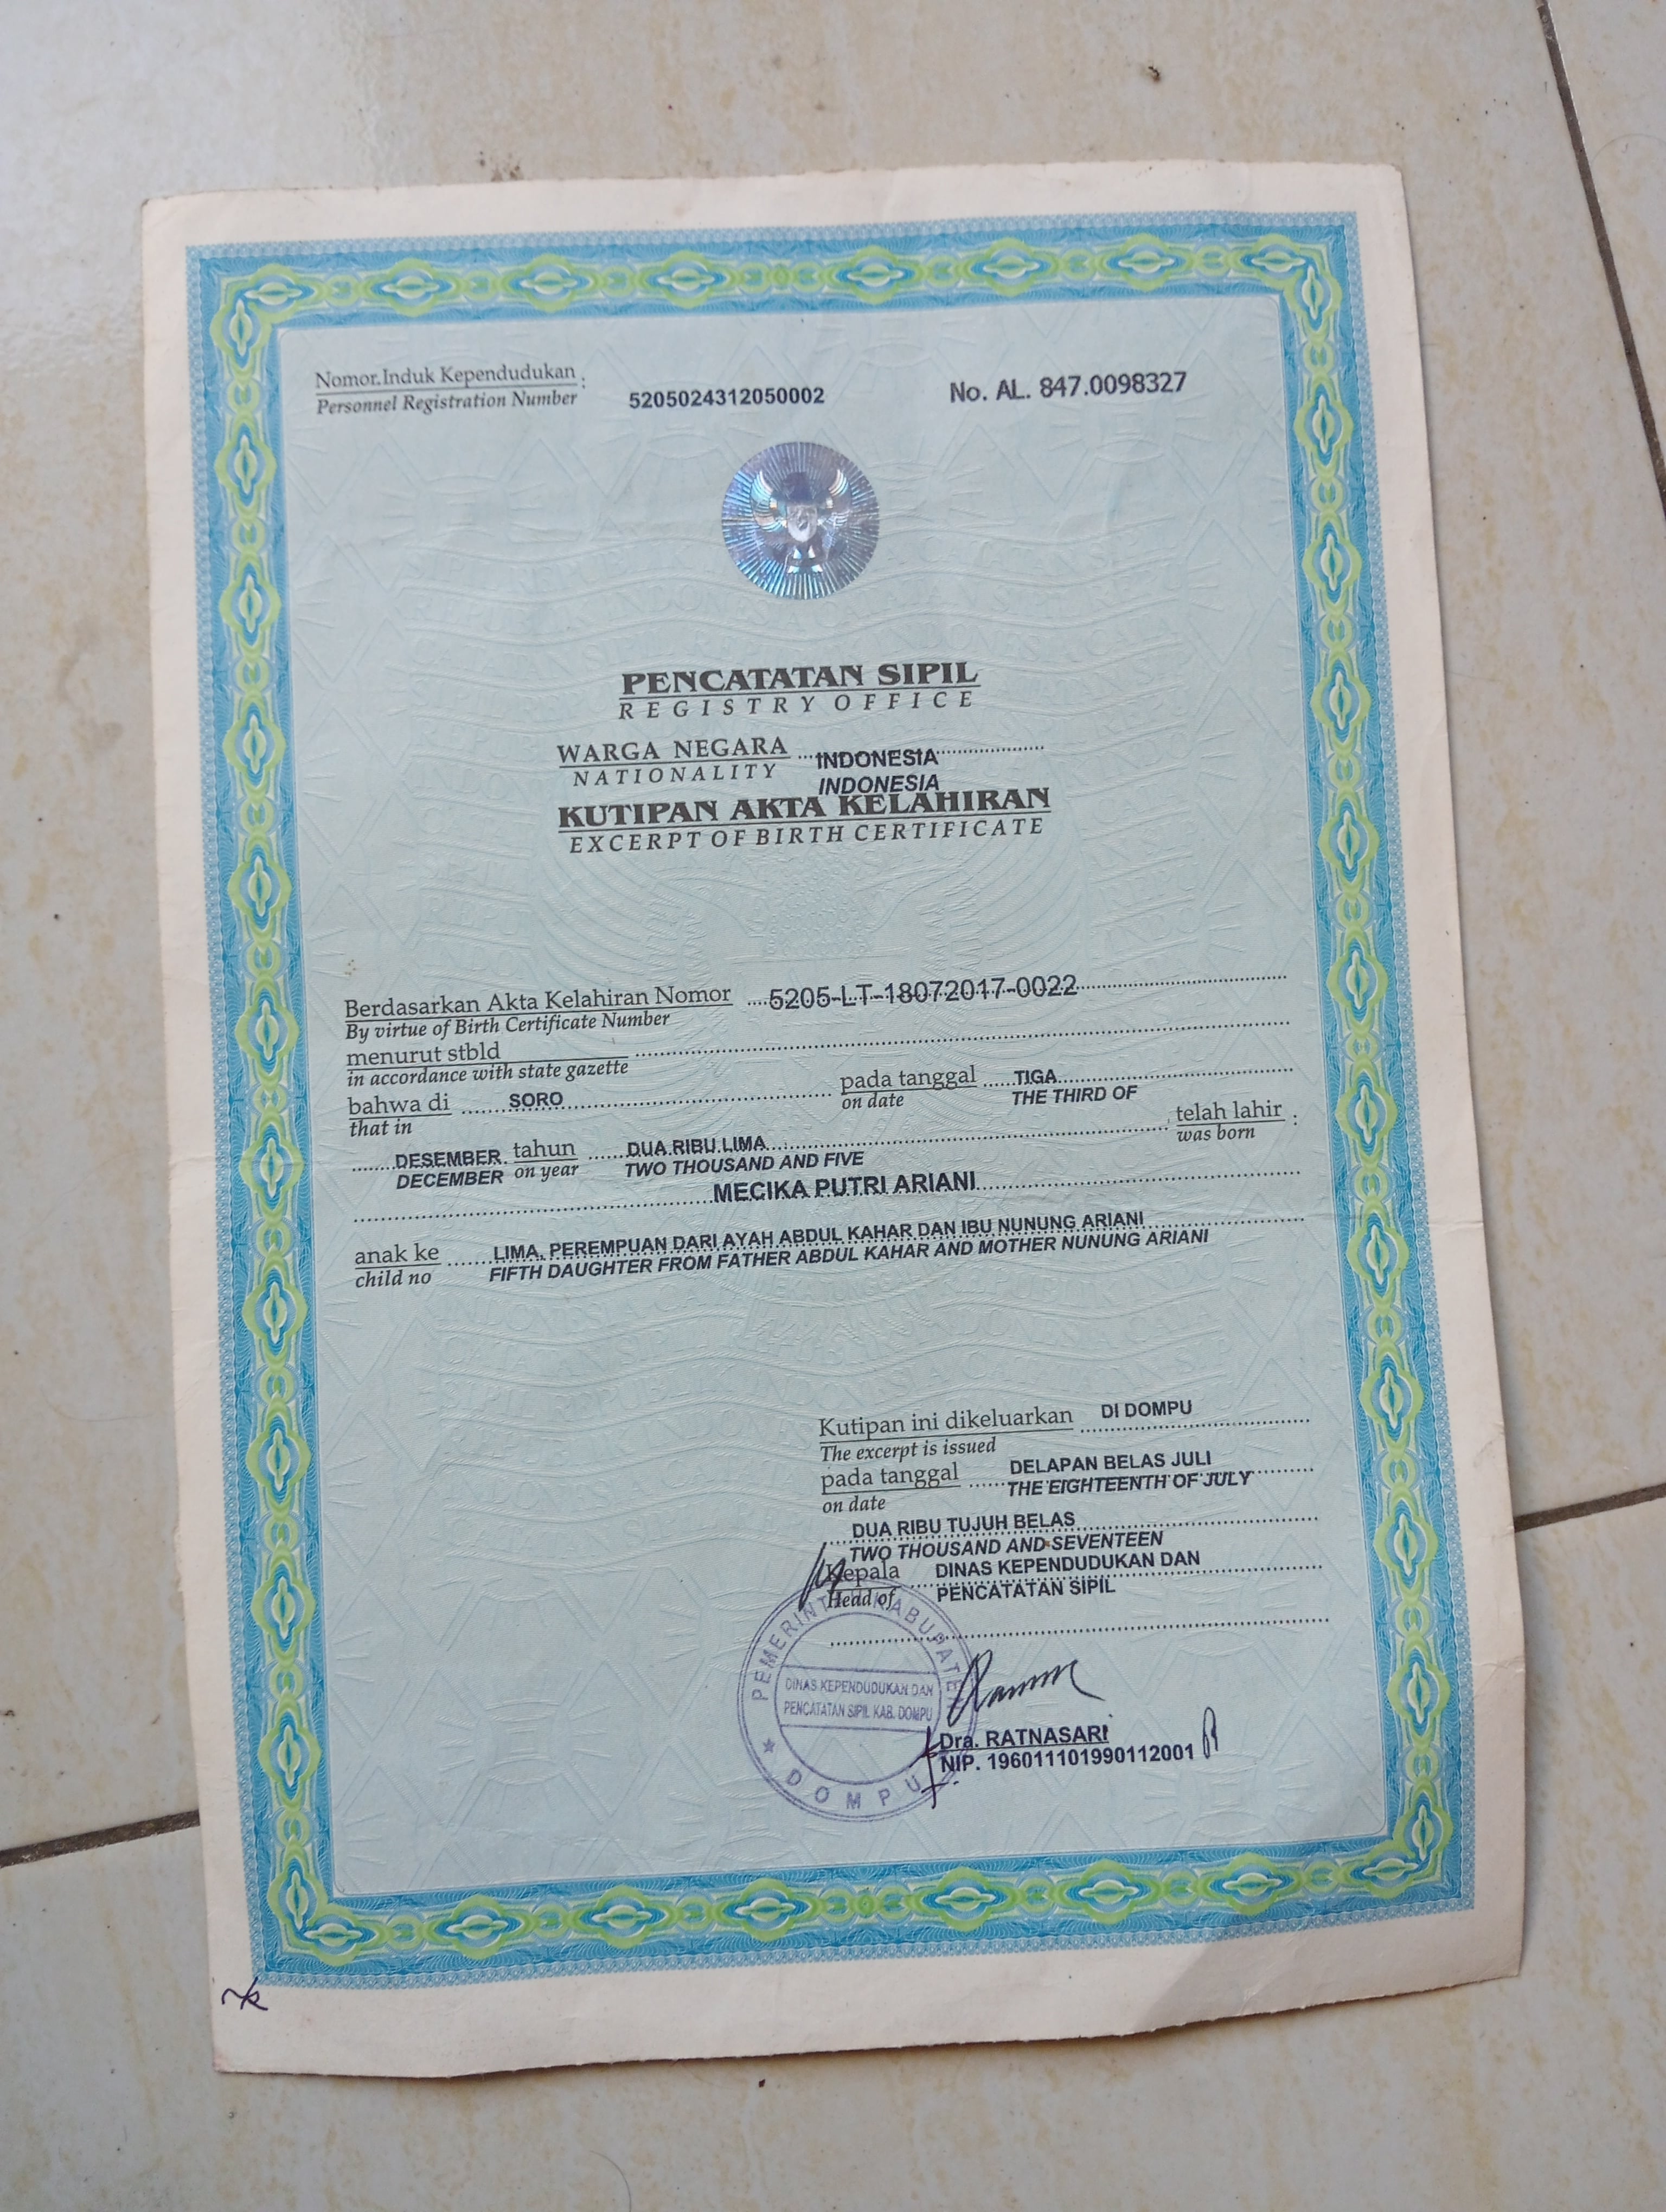 Nomor Induk Kependudukan : 5205024312050002 No. AL. 847.0098327
Personnel Registration Number
PENCATATAN SIPIL
REGISTRY OFFICE
WARGA NEGARA INDONESIA
NATIONALITY INDONESIA
KUTIPAN AKTA KELAHIRAN
EXCERPT OF BIRTH CERTIFICATE
Berdasarkan Akta Kelahiran Nomor 5205-LT-18072017-0022
By virtue of Birth Certificate Number
menurut stbld
in accordance with state gazette
bahwa di SORO pada tanggal TIGA
that in on date THE THIRD OF
telah lahir :
was born
DESEMBER tahun DUA RIBU LIMA
DECEMBER on year TWO THOUSAND AND FIVE
MECIKA PUTRI ARIANI
anak ke LIMA, PEREMPUAN DARI AYAH ABDUL KAHAR DAN IBU NUNUNG ARIANI
child no FIFTH DAUGHTER FROM FATHER ABDUL KAHAR AND MOTHER NUNUNG ARIANI
Kutipan ini dikeluarkan DI DOMPU
The excerpt is issued
pada tanggal DELAPAN BELAS JULI
on date THE EIGHTEENTH OF JULY
DUA RIBU TUJUH BELAS
TWO THOUSAND AND SEVENTEEN
Kepala DINAS KEPENDUDUKAN DAN
Head of PENCATATAN SIPIL
PEMERINTAH KABUPATEN
DINAS KEPENDUDUKAN DAN
PENCATATAN SIPIL KAB. DOMPU
DOMPU
Dra. RATNASARI
NIP. 196011101990112001